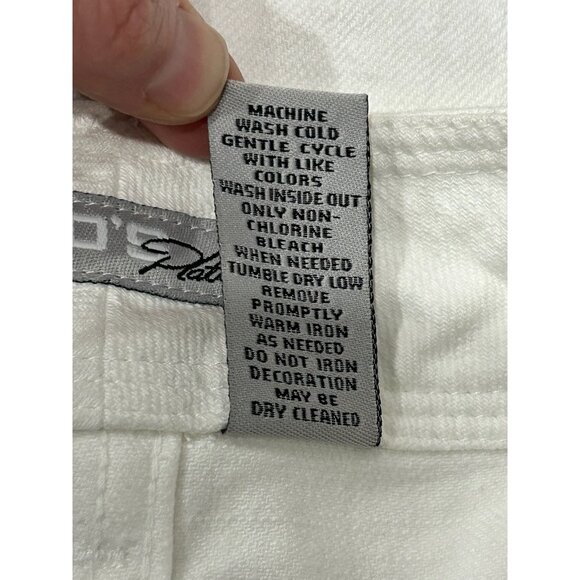 MACHINE
WASH COLD
GENTLE CYCLE
WITH LIKE
COLORS
WASH INSIDE OUT
ONLY NON-
CHLORINE
BLEACH
WHEN NEEDED
TUMBLE DRY LOW
REMOVE
PROMPTLY
WARM IRON
AS NEEDED
DO NOT IRON
DECORATION
MAY BE
DRY CLEANED
O'S
Plat